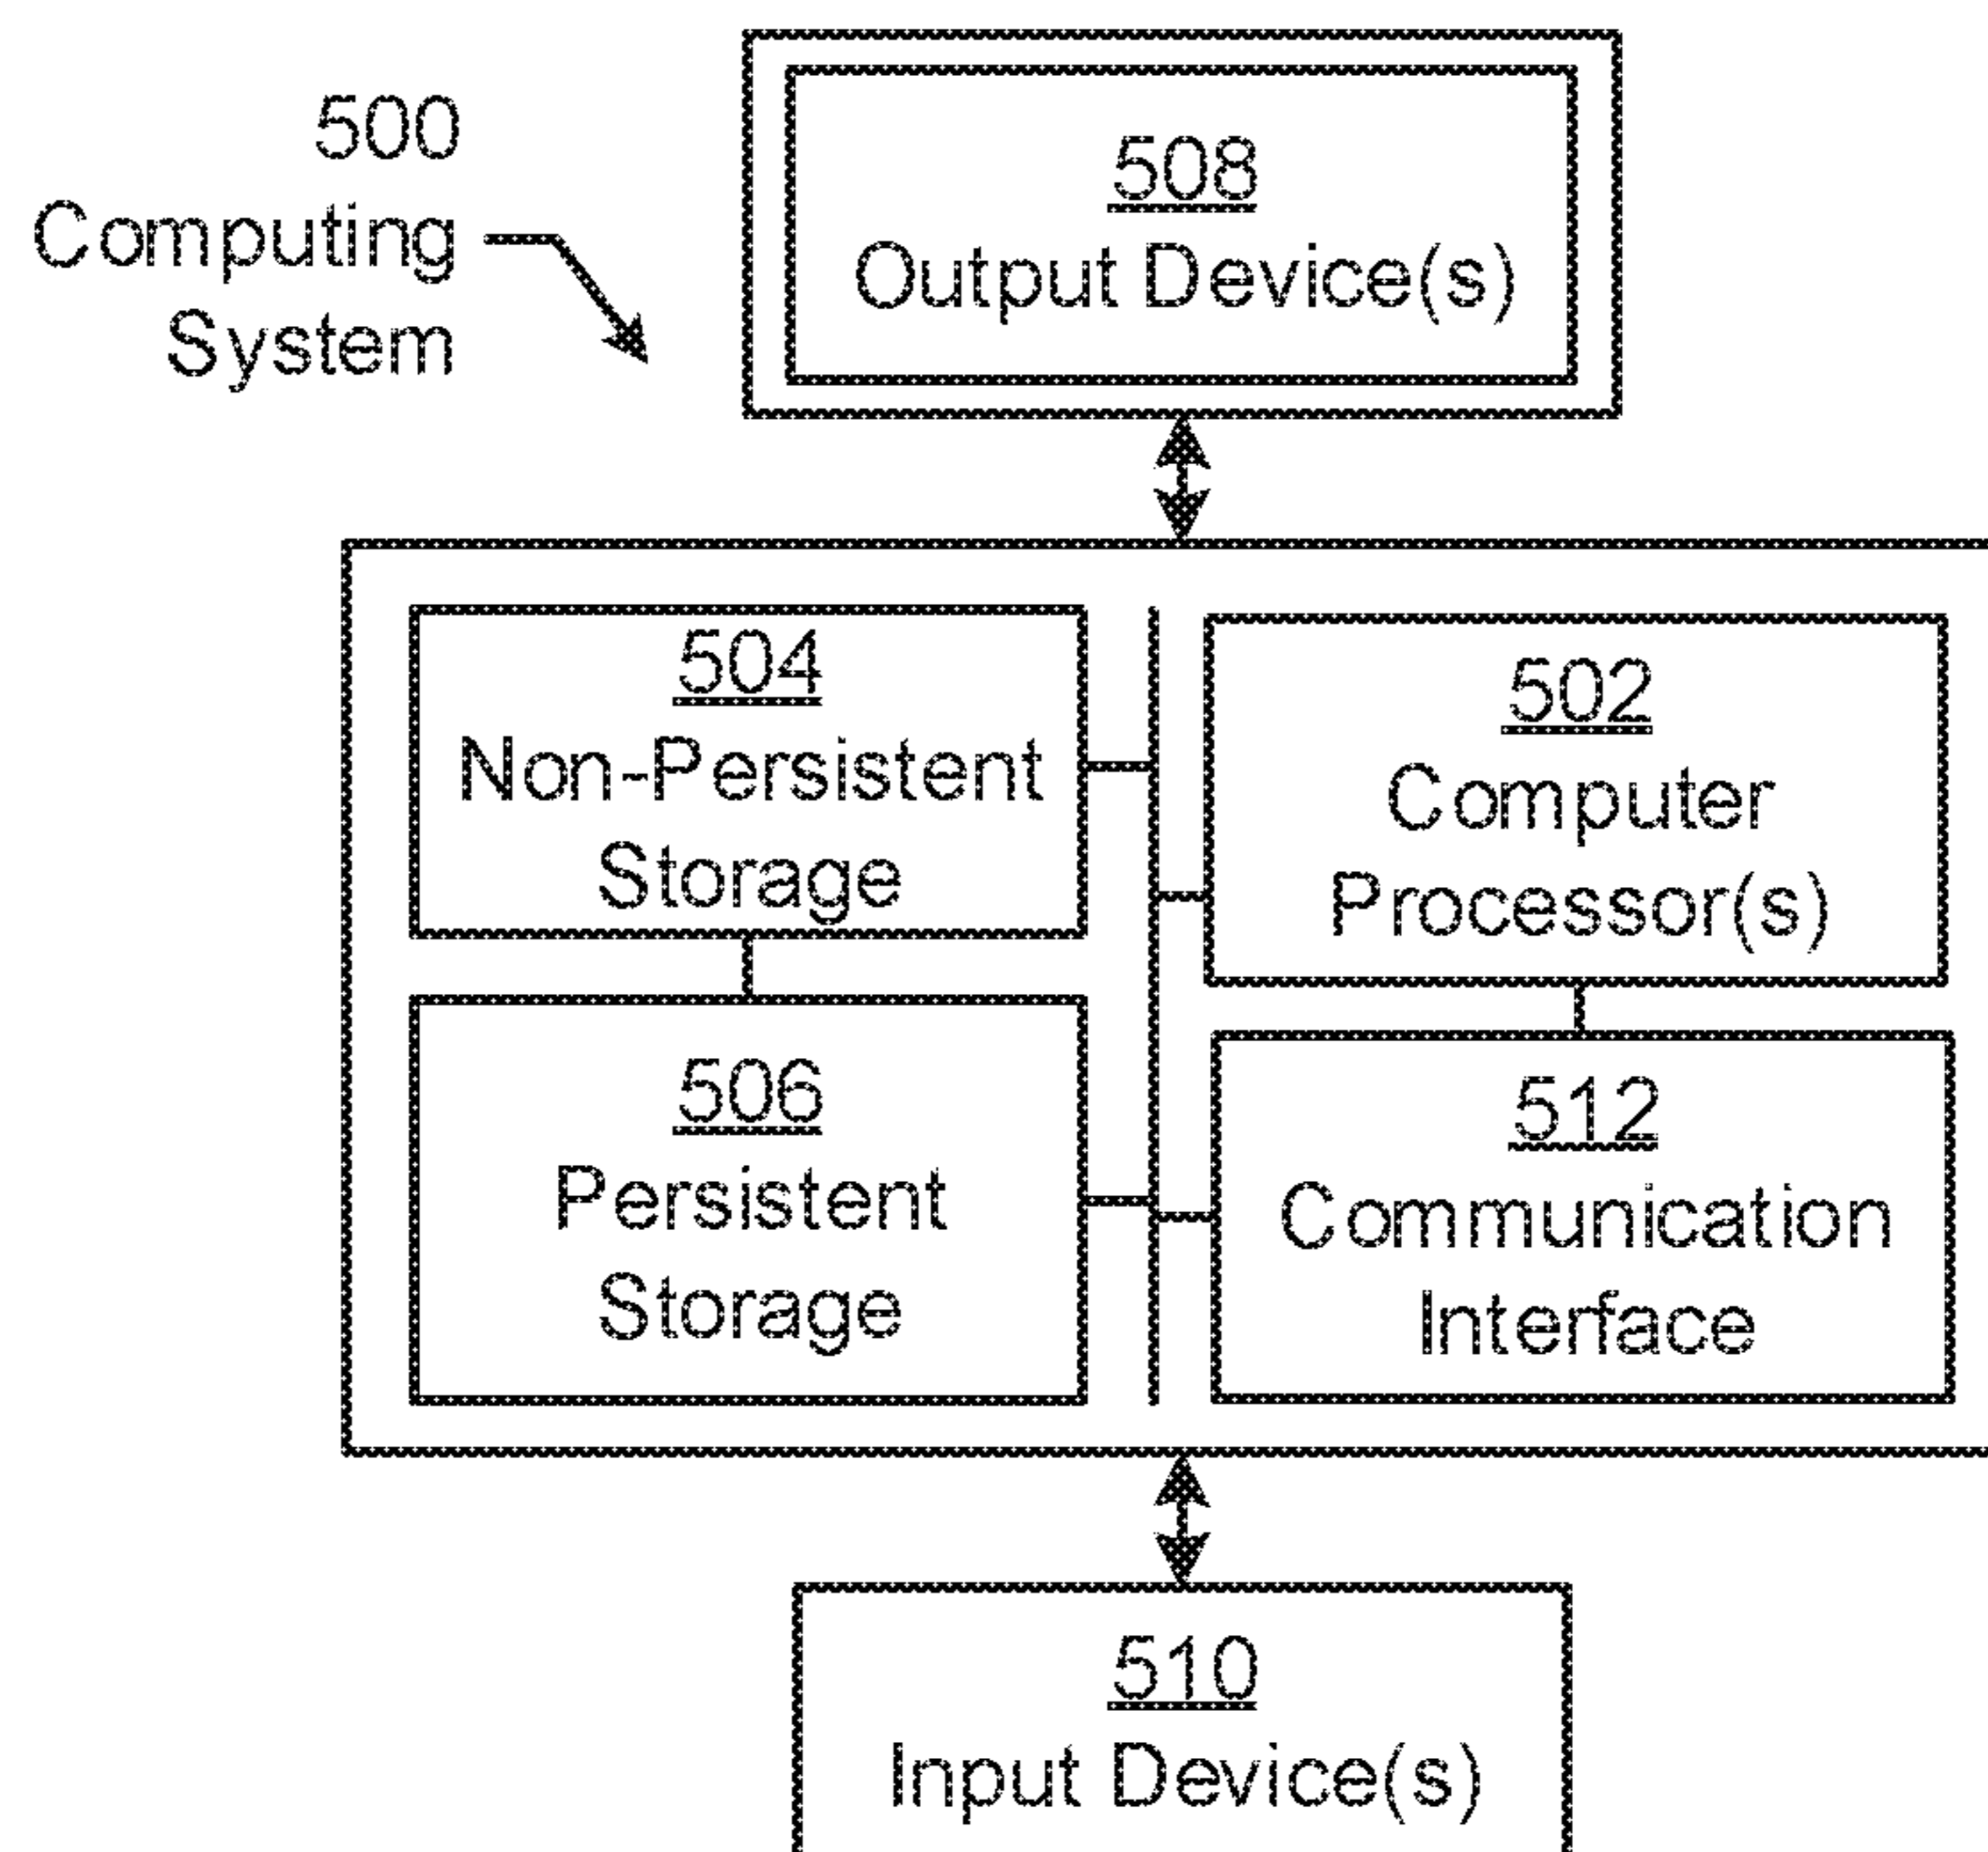 500
Computing
System
508
Output Device(s)
504
Non-Persistent
Storage
502
Computer
Processor(s)
506
Persistent
Storage
512
Communication
Interface
510
Input Device(s)